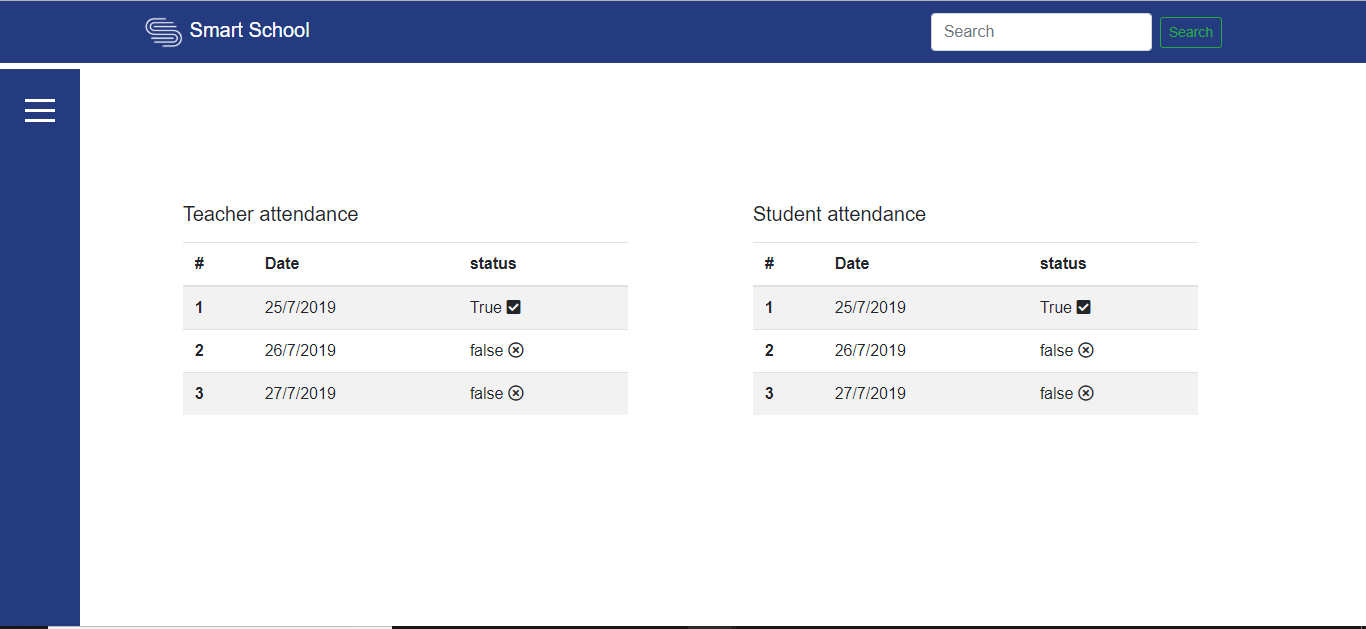 Smart School
Search Search
Teacher attendance
# Date status
1 25/7/2019 True
2 26/7/2019 false
3 27/7/2019 false
Student attendance
# Date status
1 25/7/2019 True
2 26/7/2019 false
3 27/7/2019 false